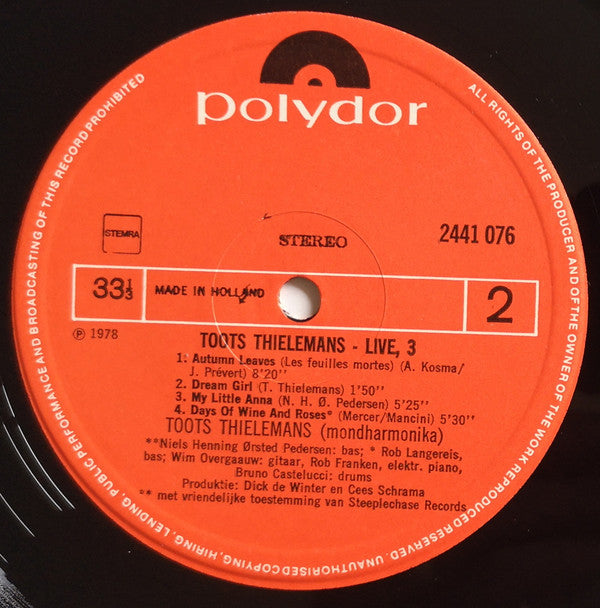 polydor
ALL RIGHTS OF THE PRODUCER AND OF THE OWNER OF THE WORK REPRODUCED RESERVED. UNAUTHORISED COPYING, HIRING, LENDING, PUBLIC PERFORMANCE AND BROADCASTING OF THIS RECORD PROHIBITED
STEMRA
STEREO
2441 076
33 1/3
MADE IN HOLLAND
2
℗ 1978
TOOTS THIELEMANS - LIVE, 3
1: Autumn Leaves (Les feuilles mortes) (A. Kosma/
J. Prévert) 8'20''
2: Dream Girl (T. Thielemans) 1'50''
3. My Little Anna (N. H. Ø. Pedersen) 5'25''
4. Days Of Wine And Roses* (Mercer/Mancini) 5'30''
TOOTS THIELEMANS (mondharmonika)
**Niels Henning Ørsted Pedersen: bas; * Rob Langereis,
bas; Wim Overgaauw: gitaar, Rob Franken, elektr. piano,
Bruno Castelucci: drums
Produktie: Dick de Winter en Cees Schrama
** met vriendelijke toestemming van Steeplechase Records